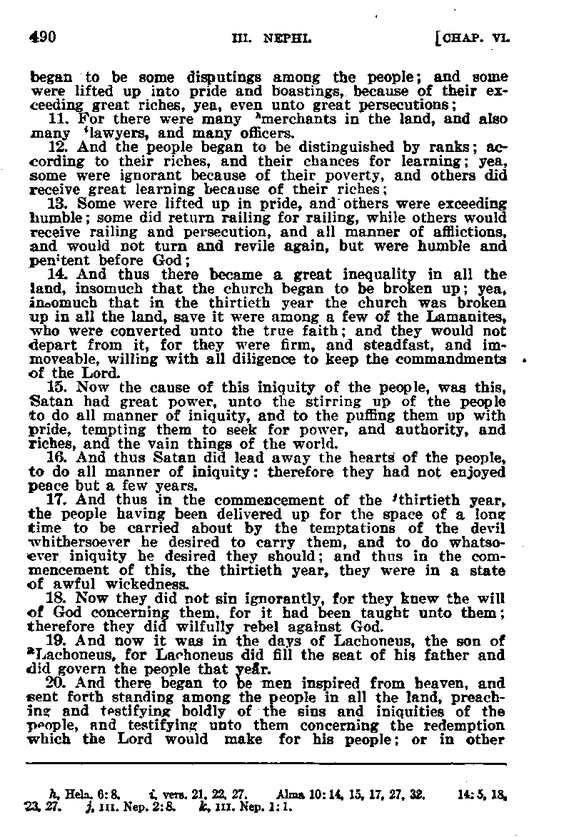 490 III. NEPHI. [CHAP. VI.
began to be some disputings among the people; and some
were lifted up into pride and boastings, because of their ex-
ceeding great riches, yea, even unto great persecutions;
11. For there were many ʰmerchants in the land, and also
many ⁱlawyers, and many officers.
12. And the people began to be distinguished by ranks; ac-
cording to their riches, and their chances for learning; yea,
some were ignorant because of their poverty, and others did
receive great learning because of their riches;
13. Some were lifted up in pride, and others were exceeding
humble; some did return railing for railing, while others would
receive railing and persecution, and all manner of afflictions,
and would not turn and revile again, but were humble and
penitent before God;
14. And thus there became a great inequality in all the
land, insomuch that the church began to be broken up; yea,
insomuch that in the thirtieth year the church was broken
up in all the land, save it were among a few of the Lamanites,
who were converted unto the true faith; and they would not
depart from it, for they were firm, and steadfast, and im-
moveable, willing with all diligence to keep the commandments
of the Lord.
15. Now the cause of this iniquity of the people, was this,
Satan had great power, unto the stirring up of the people
to do all manner of iniquity, and to the puffing them up with
pride, tempting them to seek for power, and authority, and
riches, and the vain things of the world.
16. And thus Satan did lead away the hearts of the people,
to do all manner of iniquity: therefore they had not enjoyed
peace but a few years.
17. And thus in the commencement of the ʲthirtieth year,
the people having been delivered up for the space of a long
time to be carried about by the temptations of the devil
whithersoever he desired to carry them, and to do whatso-
ever iniquity he desired they should; and thus in the com-
mencement of this, the thirtieth year, they were in a state
of awful wickedness.
18. Now they did not sin ignorantly, for they knew the will
of God concerning them, for it had been taught unto them;
therefore they did wilfully rebel against God.
19. And now it was in the days of Lachoneus, the son of
ᵏLachoneus, for Lachoneus did fill the seat of his father and
did govern the people that year.
20. And there began to be men inspired from heaven, and
sent forth standing among the people in all the land, preach-
ing and testifying boldly of the sins and iniquities of the
people, and testifying unto them concerning the redemption
which the Lord would make for his people; or in other
h, Hela. 6:8. i, vers. 21, 22, 27. Alma 10:14, 15, 17, 27, 32. 14:5, 18,
23, 27. j, III. Nep. 2:8. k, III. Nep. 1:1.